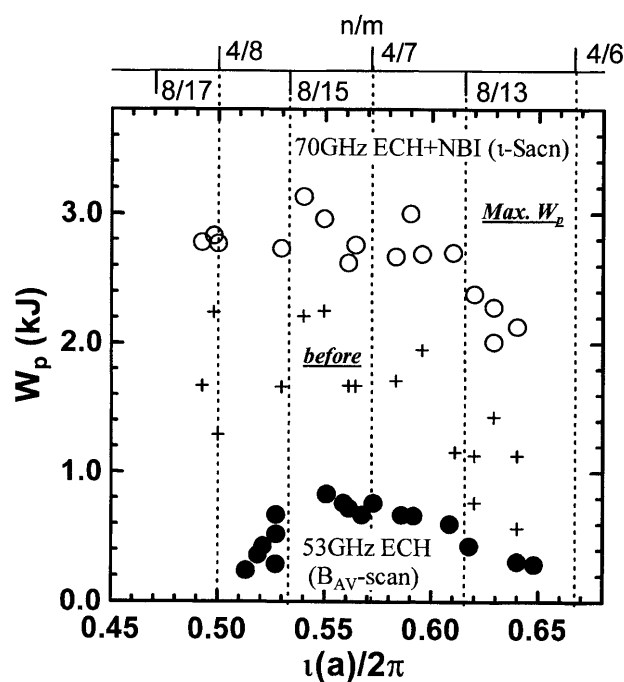 n/m
4/8 4/7 4/6
8/17 8/15 8/13
70GHz ECH+NBI (ι-Sacn)
Max. Wp
before
53GHz ECH
(BAV-scan)
Wp (kJ)
3.0
2.0
1.0
0.0
0.45 0.50 0.55 0.60 0.65
ι(a)/2π